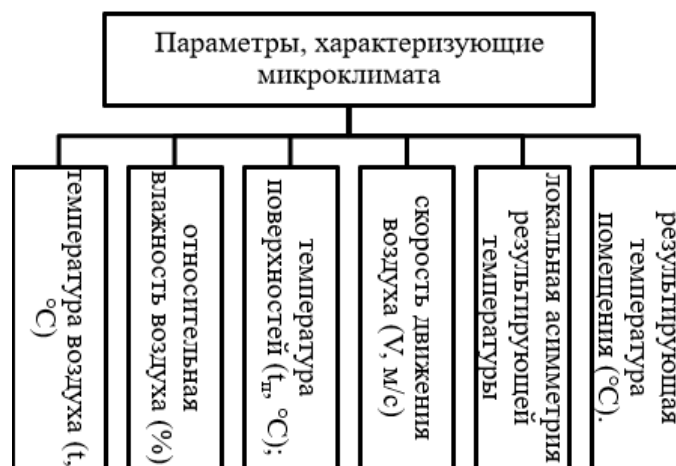 Параметры, характеризующие
микроклимата
температура воздуха (t,
°C)
относительная
влажность воздуха (%)
температура
поверхностей (tп, °C);
скорость движения
воздуха (V, м/с)
локальная асимметрия
результирующей
температуры
результирующая
температура
помещения (°C).